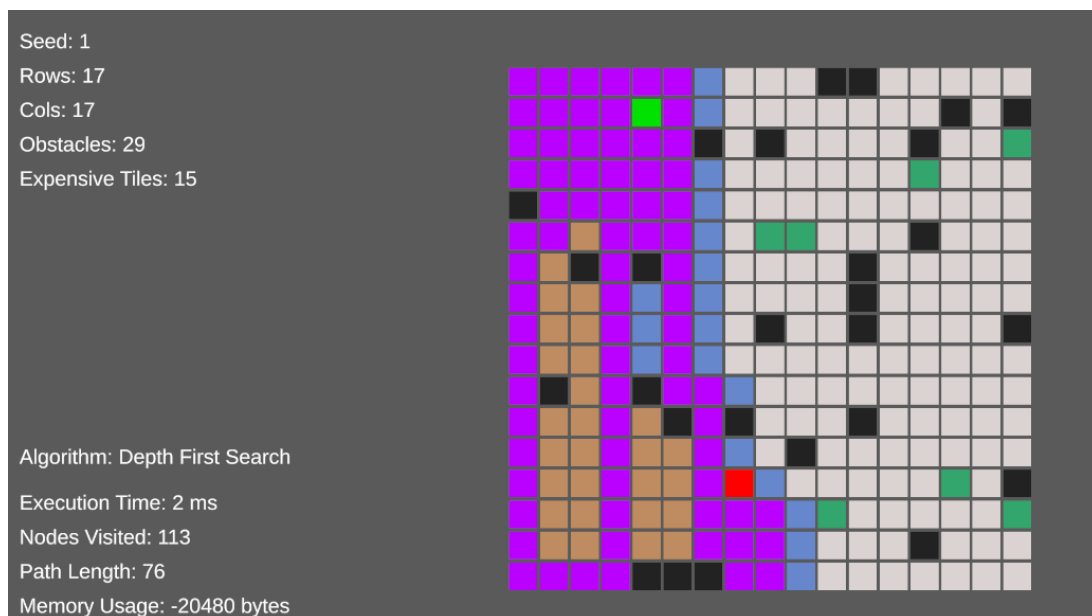 Seed: 1
Rows: 17
Cols: 17
Obstacles: 29
Expensive Tiles: 15
Algorithm: Depth First Search
Execution Time: 2 ms
Nodes Visited: 113
Path Length: 76
Memory Usage: -20480 bytes